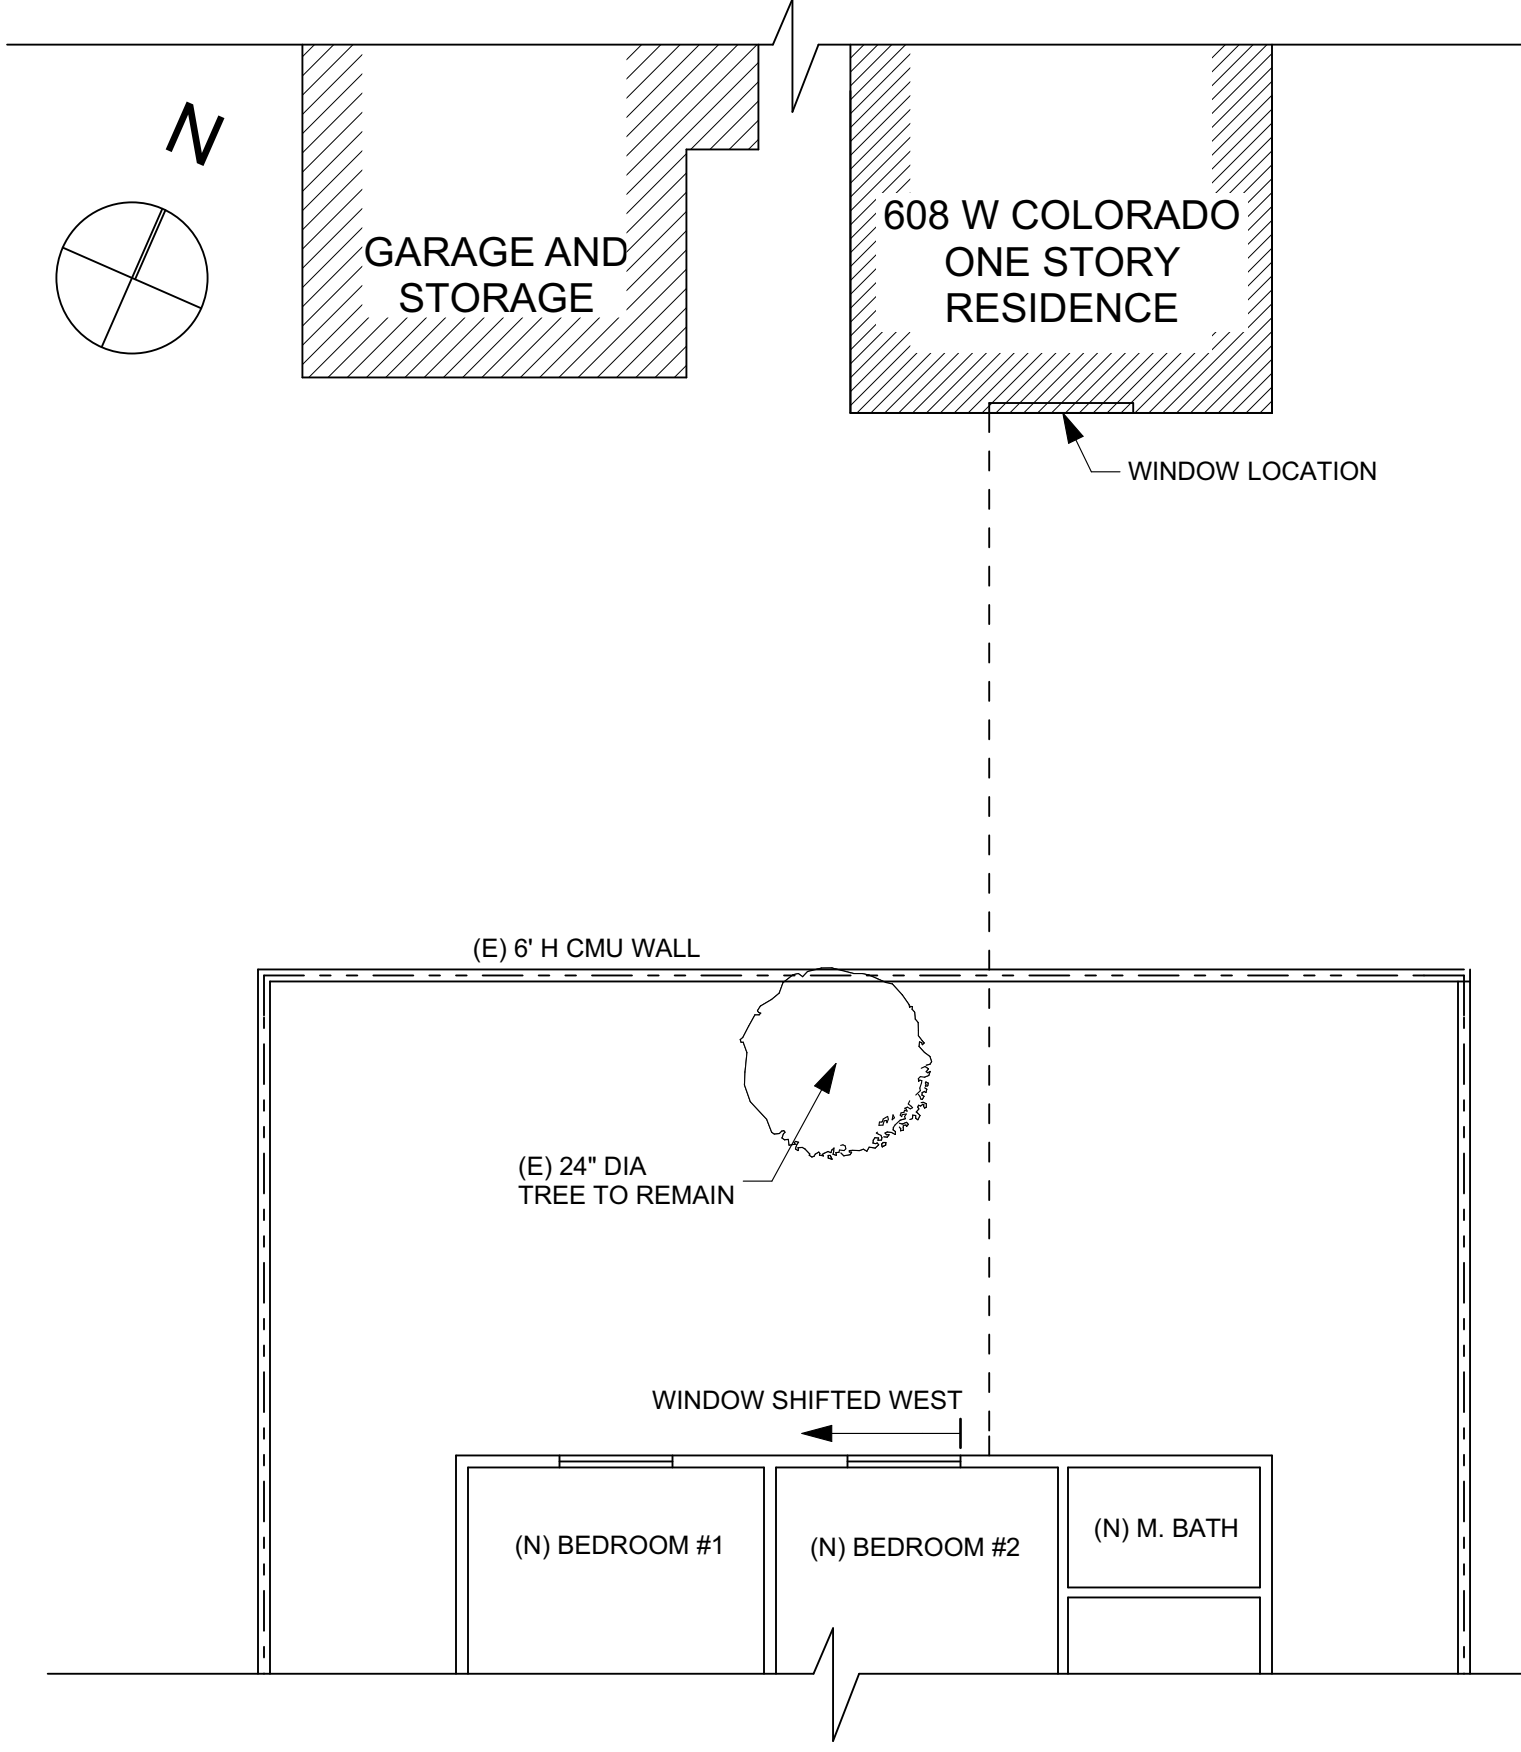 N
GARAGE AND
STORAGE
608 W COLORADO
ONE STORY
RESIDENCE
WINDOW LOCATION
(E) 6' H CMU WALL
(E) 24" DIA
TREE TO REMAIN
WINDOW SHIFTED WEST
(N) BEDROOM #1
(N) BEDROOM #2
(N) M. BATH